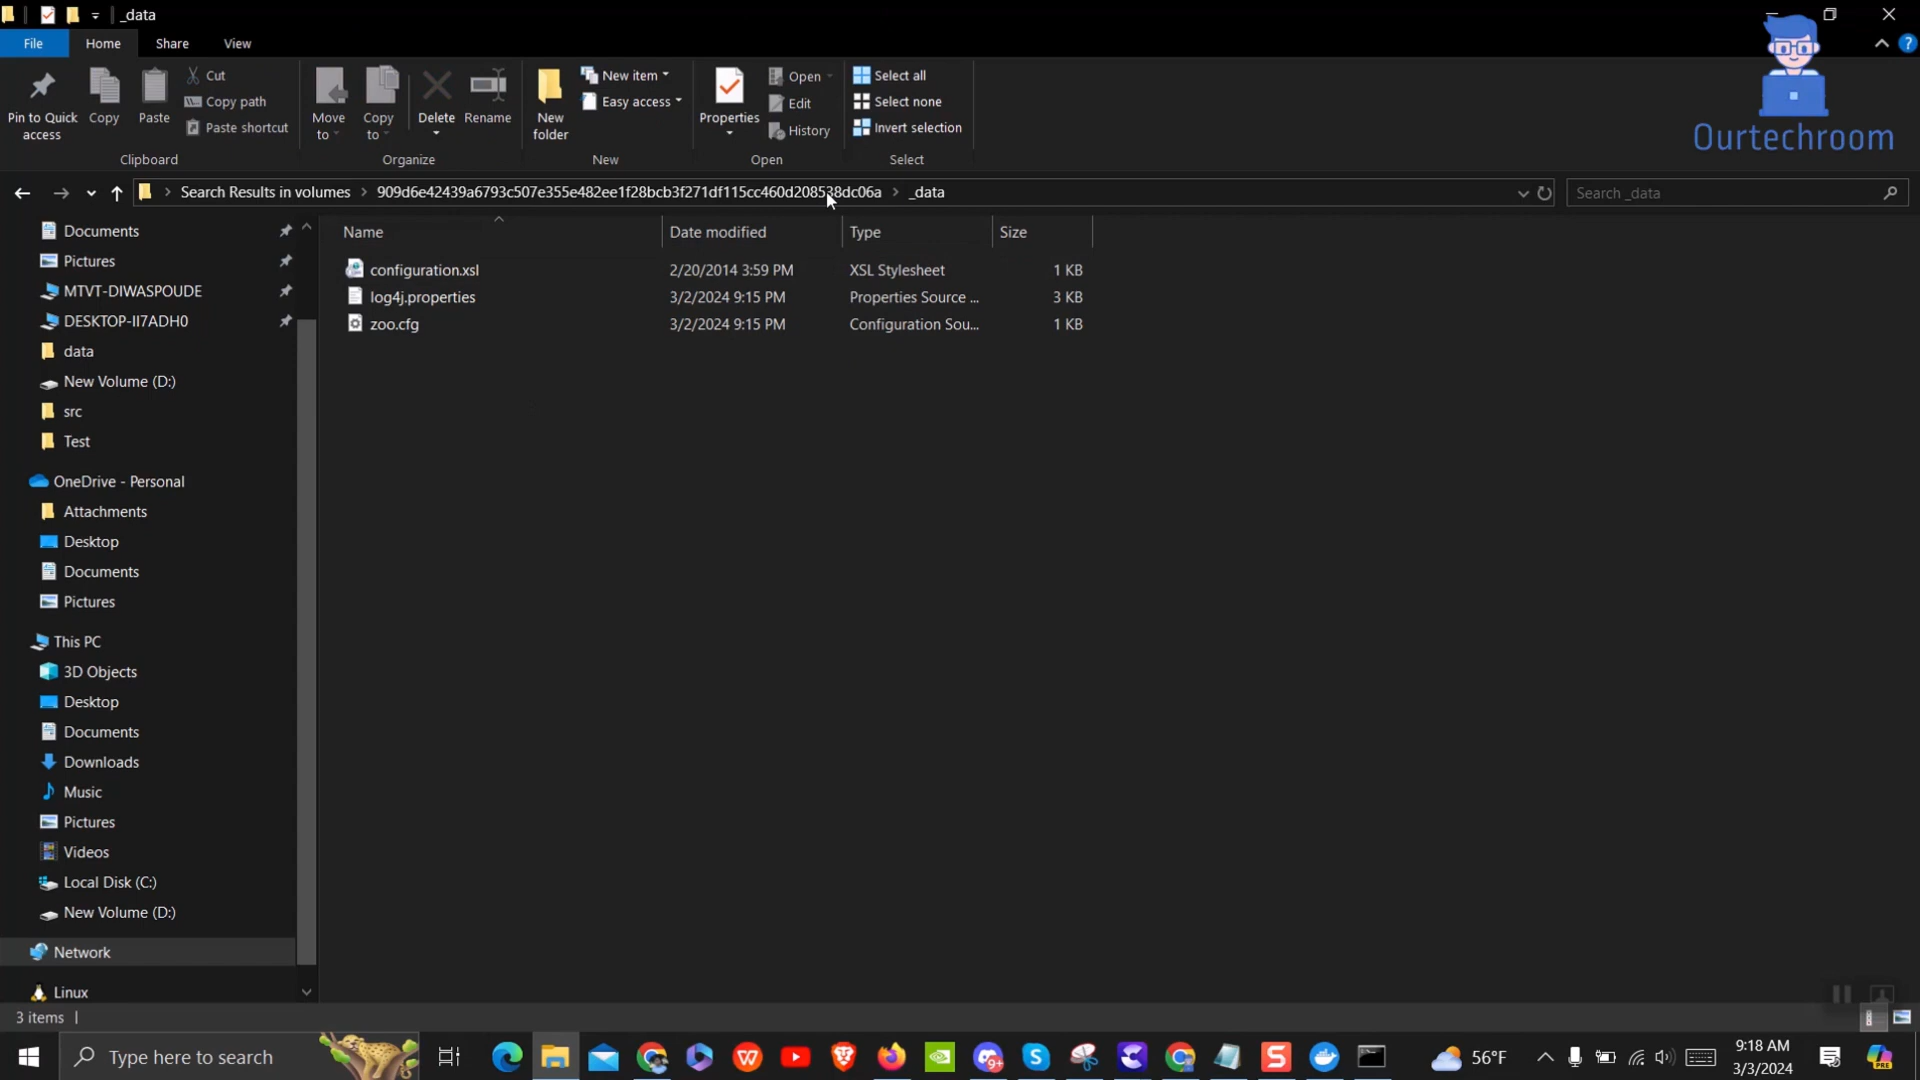 _data
File Home Share View
Pin to Quick access
Copy
Paste
Cut
Copy path
Paste shortcut
Clipboard
Move to
Copy to
Delete
Rename
Organize
New folder
New item
Easy access
New
Properties
Open
Edit
History
Open
Select all
Select none
Invert selection
Select
Ourtechroom
Search Results in volumes > 909d6e42439a6793c507e355e482ee1f28bcb3f271df115cc460d208538dc06a > _data
Search _data
Documents
Pictures
MTVT-DIWASPOUDE
DESKTOP-II7ADH0
data
New Volume (D:)
src
Test
OneDrive - Personal
Attachments
Desktop
Documents
Pictures
This PC
3D Objects
Desktop
Documents
Downloads
Music
Pictures
Videos
Local Disk (C:)
New Volume (D:)
Network
Linux
Name Date modified Type Size
configuration.xsl 2/20/2014 3:59 PM XSL Stylesheet 1 KB
log4j.properties 3/2/2024 9:15 PM Properties Source ... 3 KB
zoo.cfg 3/2/2024 9:15 PM Configuration Sou... 1 KB
3 items
Type here to search
56°F
9:18 AM
3/3/2024